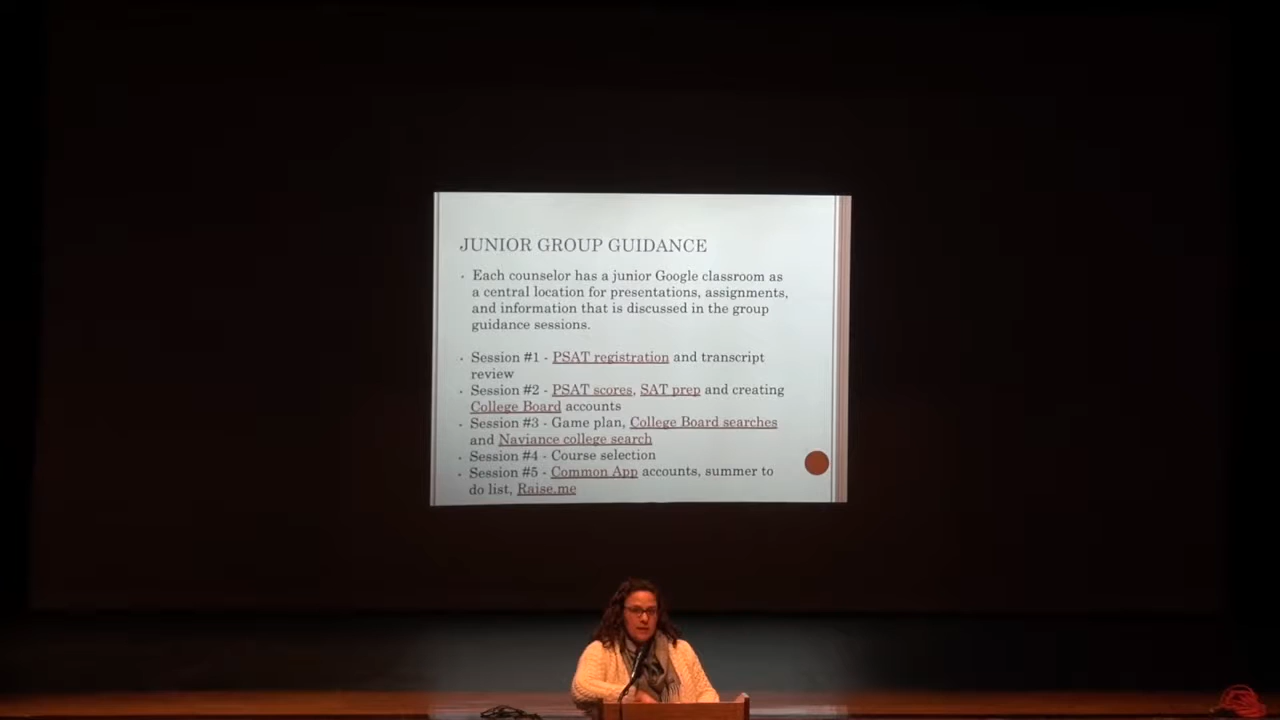 JUNIOR GROUP GUIDANCE
• Each counselor has a junior Google classroom as
a central location for presentations, assignments,
and information that is discussed in the group
guidance sessions.
• Session #1 - PSAT registration and transcript
review
• Session #2 - PSAT scores, SAT prep and creating
College Board accounts
• Session #3 - Game plan, College Board searches
and Naviance college search
• Session #4 - Course selection
• Session #5 - Common App accounts, summer to
do list, Raise.me